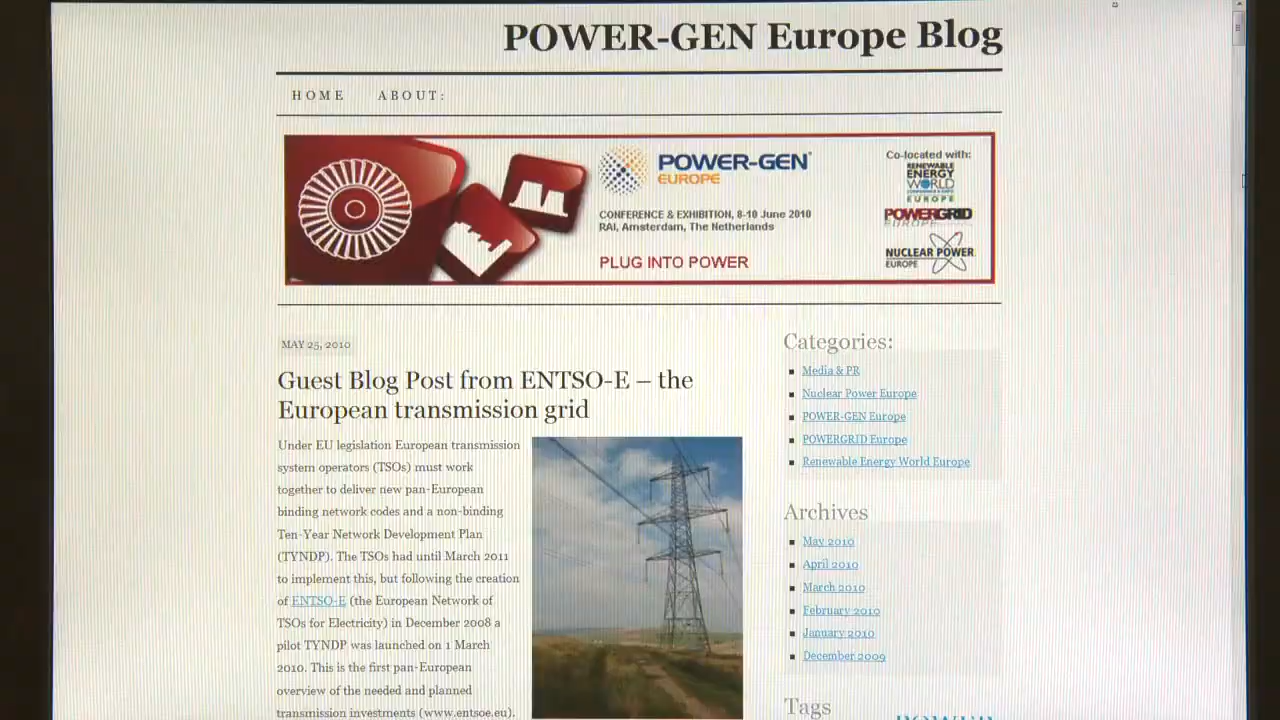 POWER-GEN Europe Blog
HOME ABOUT:
POWER-GEN
EUROPE
CONFERENCE & EXHIBITION, 8-10 June 2010
RAI, Amsterdam, The Netherlands
PLUG INTO POWER
Co-located with:
RENEWABLE
ENERGY
WORLD
EUROPE
POWERGRID
EUROPE
NUCLEAR POWER
EUROPE
MAY 25, 2010
Guest Blog Post from ENTSO-E – the
European transmission grid
Under EU legislation European transmission
system operators (TSOs) must work
together to deliver new pan-European
binding network codes and a non-binding
Ten-Year Network Development Plan
(TYNDP). The TSOs had until March 2011
to implement this, but following the creation
of ENTSO-E (the European Network of
TSOs for Electricity) in December 2008 a
pilot TYNDP was launched on 1 March
2010. This is the first pan-European
overview of the needed and planned
transmission investments (www.entsoe.eu).
Categories:
Media & PR
Nuclear Power Europe
POWER-GEN Europe
POWERGRID Europe
Renewable Energy World Europe
Archives
May 2010
April 2010
March 2010
February 2010
January 2010
December 2009
Tags
POWER